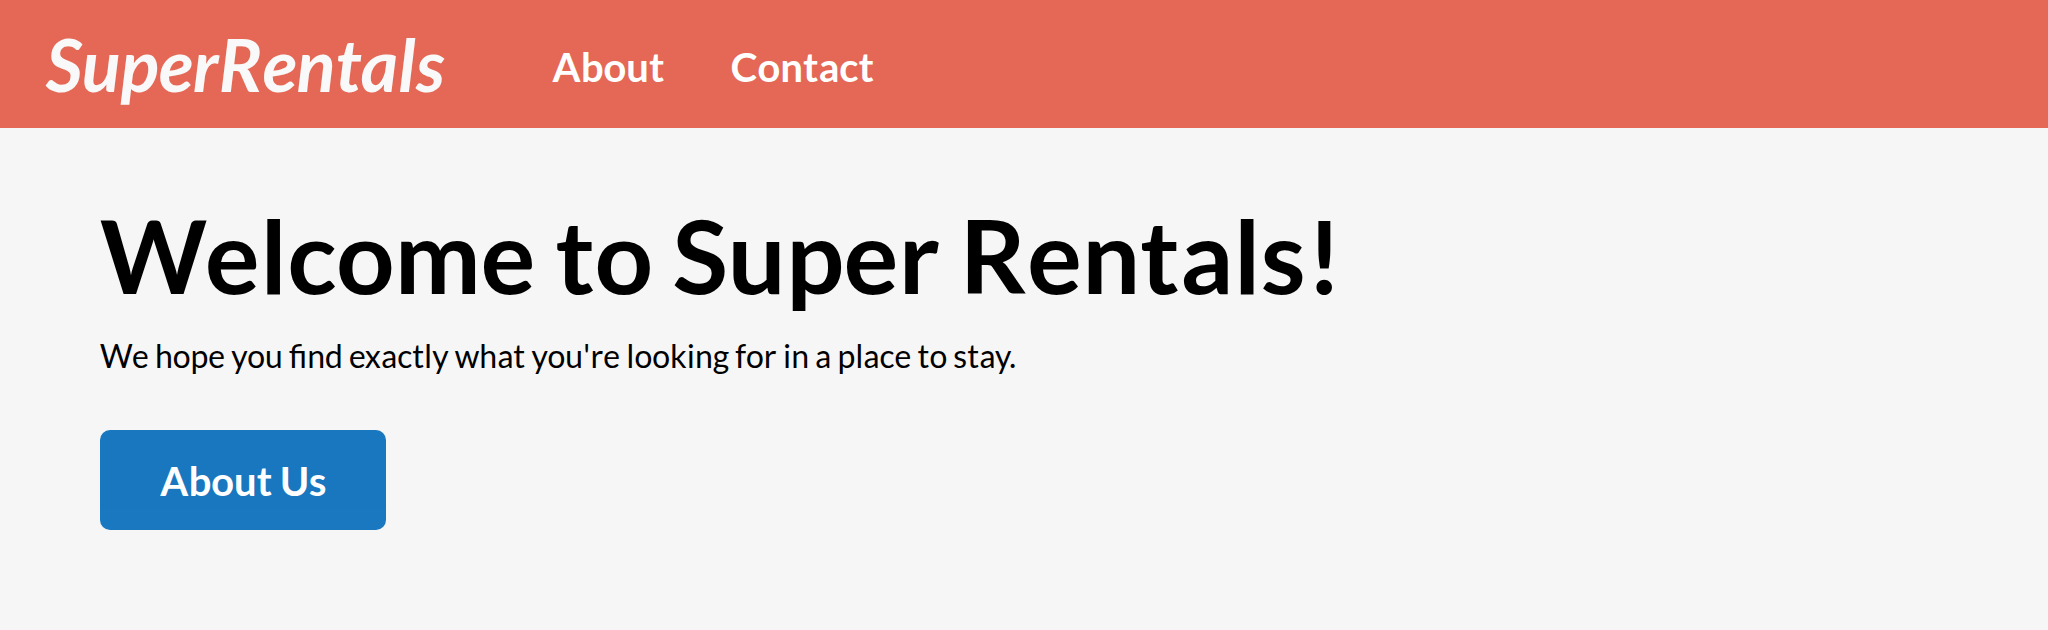 SuperRentals About Contact
Welcome to Super Rentals!
We hope you find exactly what you're looking for in a place to stay.
About Us